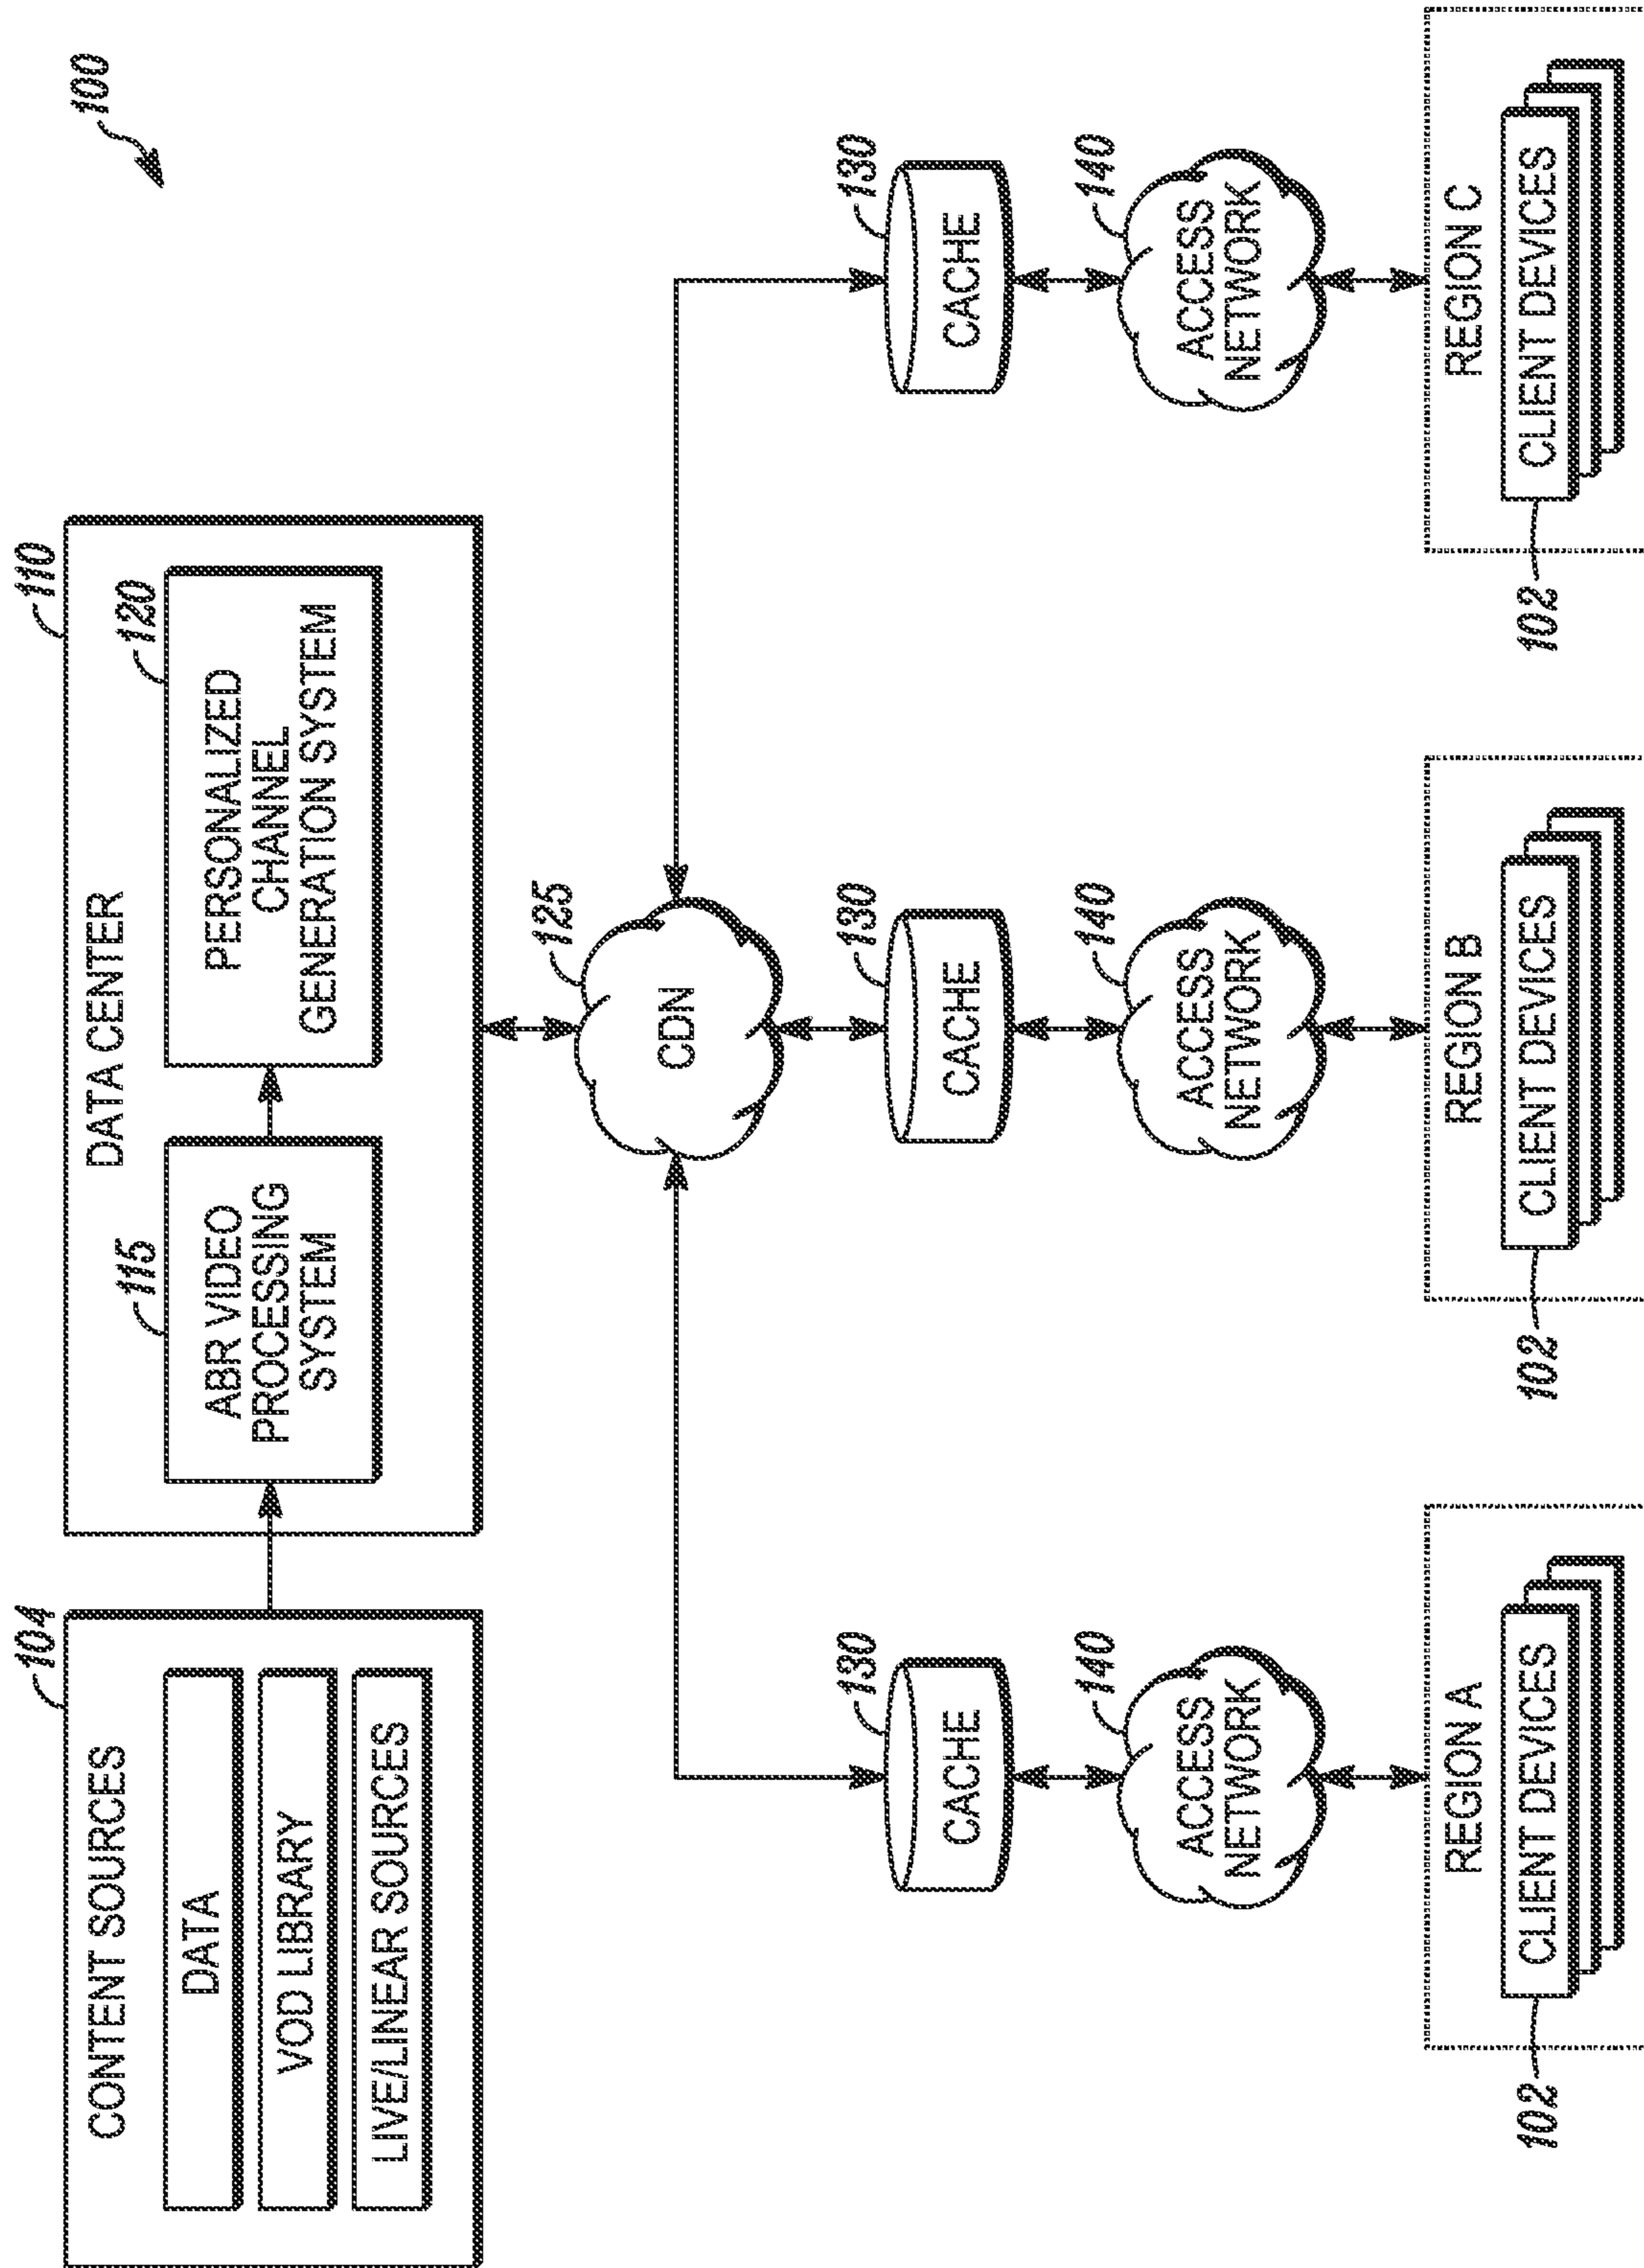 100
104
CONTENT SOURCES
DATA
VOD LIBRARY
LIVE/LINEAR SOURCES
110
DATA CENTER
115
ABR VIDEO
PROCESSING
SYSTEM
120
PERSONALIZED
CHANNEL
GENERATION SYSTEM
125
CDN
130
CACHE
130
CACHE
130
CACHE
140
ACCESS
NETWORK
140
ACCESS
NETWORK
140
ACCESS
NETWORK
REGION A
CLIENT DEVICES
102
REGION B
CLIENT DEVICES
102
REGION C
CLIENT DEVICES
102